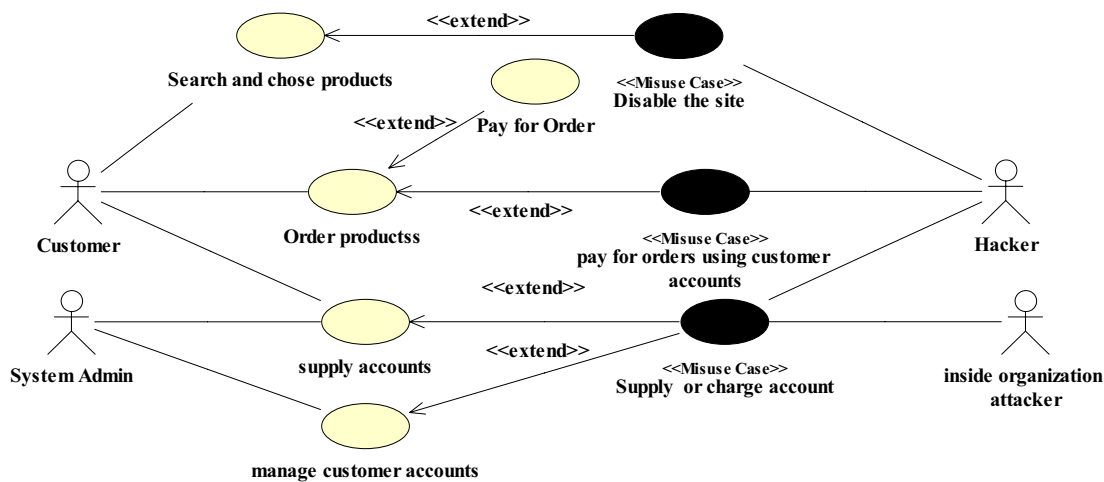 <<extend>>
Search and chose products
<<Misuse Case>>
Disable the site
<<extend>>
Pay for Order
Customer
Order productss
<<extend>>
<<Misuse Case>>
pay for orders using customer
accounts
Hacker
<<extend>>
System Admin
supply accounts
<<extend>>
<<Misuse Case>>
Supply or charge account
inside organization
attacker
manage customer accounts